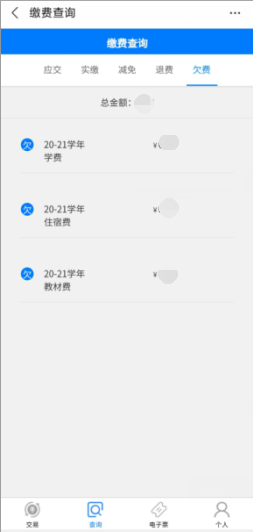 缴费查询
缴费查询
应交 实缴 减免 退费 欠费
总金额:
欠 20-21学年 ¥
学费
欠 20-21学年 ¥
住宿费
欠 20-21学年 ¥
教材费
交易 查询 电子票 个人